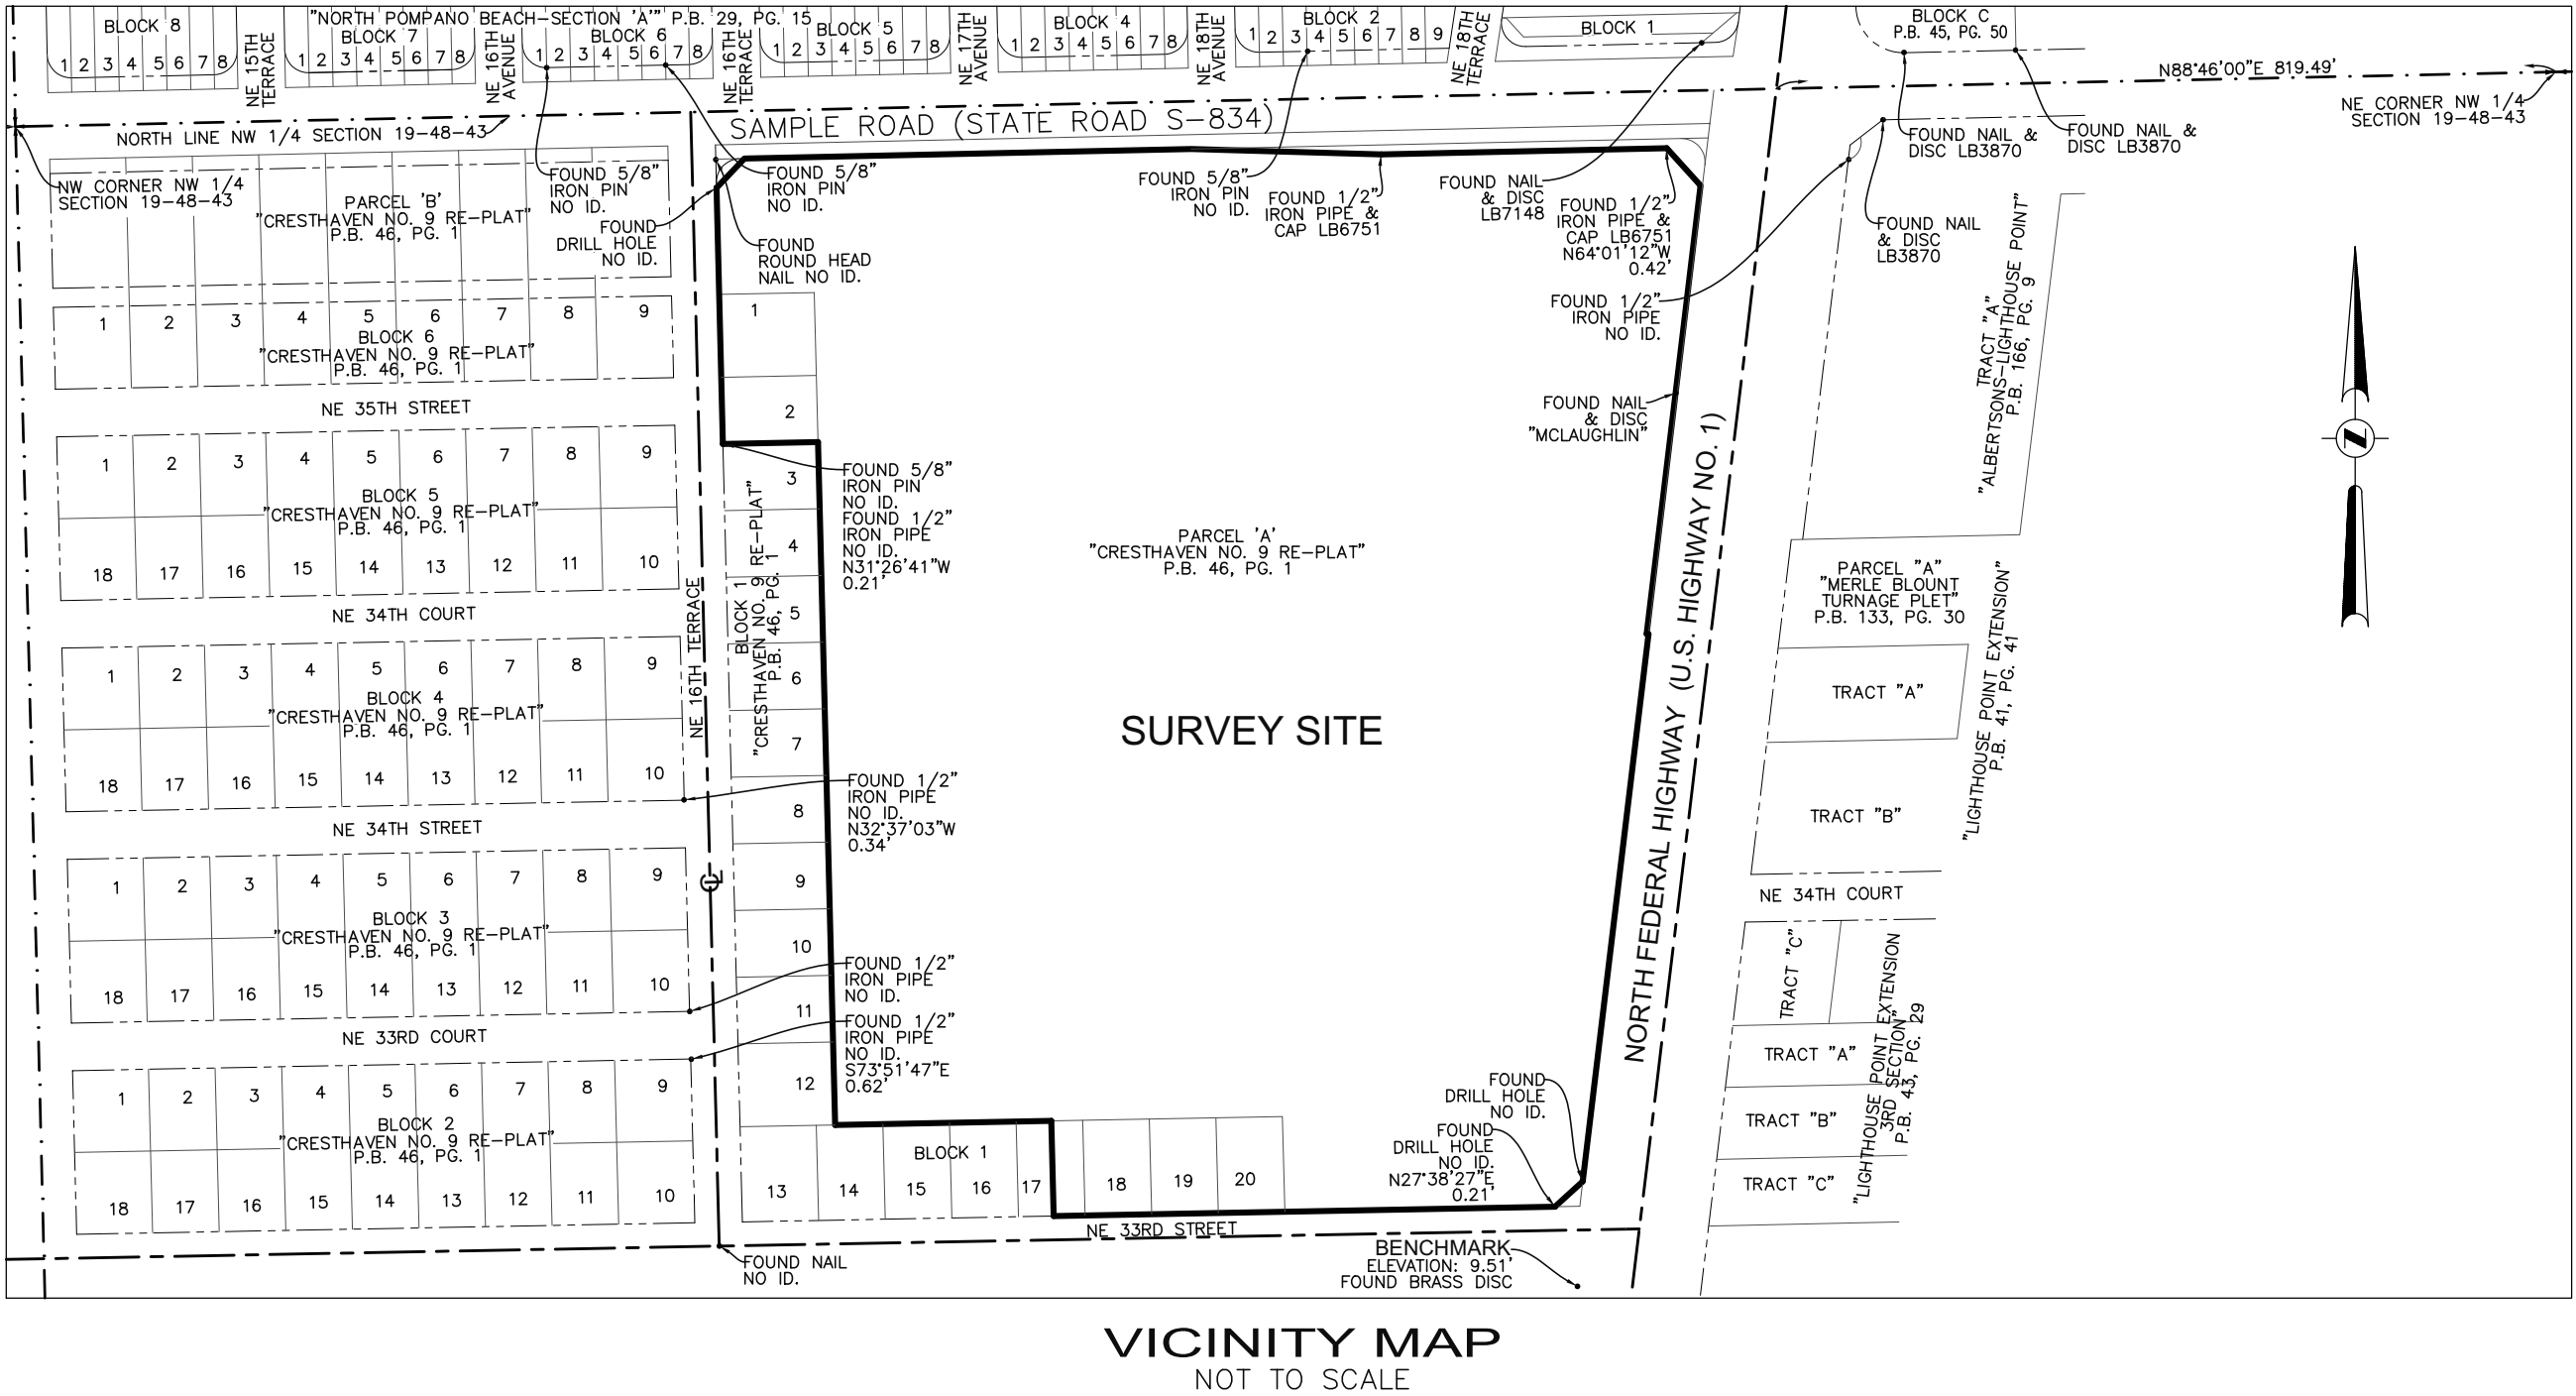 "NORTH POMPANO BEACH-SECTION 'A'" P.B. 29, PG. 15
BLOCK 8
1 2 3 4 5 6 7 8
NE 15TH
TERRACE
BLOCK 7
1 2 3 4 5 6 7 8
NE 16TH
AVENUE
BLOCK 6
1 2 3 4 5 6 7 8
NE 16TH
TERRACE
BLOCK 5
1 2 3 4 5 6 7 8
NE 17TH
AVENUE
BLOCK 4
1 2 3 4 5 6 7 8
NE 18TH
AVENUE
BLOCK 2
1 2 3 4 5 6 7 8 9
NE 18TH
TERRACE
BLOCK 1
BLOCK C
P.B. 45, PG. 50
N88°46'00"E 819.49'
NE CORNER NW 1/4
SECTION 19-48-43
NORTH LINE NW 1/4 SECTION 19-48-43
SAMPLE ROAD (STATE ROAD S-834)
FOUND NAIL &
DISC LB3870
FOUND NAIL &
DISC LB3870
NW CORNER NW 1/4
SECTION 19-48-43
PARCEL 'B'
"CRESTHAVEN NO. 9 RE-PLAT"
P.B. 46, PG. 1
FOUND 5/8"
IRON PIN
NO ID.
FOUND
DRILL HOLE
NO ID.
FOUND 5/8"
IRON PIN
NO ID.
FOUND
ROUND HEAD
NAIL NO ID.
FOUND 5/8"
IRON PIN
NO ID.
FOUND 1/2"
IRON PIPE &
CAP LB6751
FOUND NAIL
& DISC
LB7148
FOUND 1/2"
IRON PIPE &
CAP LB6751
N64°01'12"W
0.42'
FOUND NAIL
& DISC
LB3870
FOUND 1/2"
IRON PIPE
NO ID.
FOUND NAIL
& DISC
"MCLAUGHLIN"
TRACT "A"
"ALBERTSONS-LIGHTHOUSE POINT"
P.B. 166, PG. 9
1 2 3 4 5 6 7 8 9
BLOCK 6
"CRESTHAVEN NO. 9 RE-PLAT"
P.B. 46, PG. 1
NE 35TH STREET
1 2 3 4 5 6 7 8 9
BLOCK 5
"CRESTHAVEN NO. 9 RE-PLAT"
P.B. 46, PG. 1
18 17 16 15 14 13 12 11 10
NE 34TH COURT
1 2 3 4 5 6 7 8 9
BLOCK 4
"CRESTHAVEN NO. 9 RE-PLAT"
P.B. 46, PG. 1
18 17 16 15 14 13 12 11 10
NE 34TH STREET
1 2 3 4 5 6 7 8 9
BLOCK 3
"CRESTHAVEN NO. 9 RE-PLAT"
P.B. 46, PG. 1
18 17 16 15 14 13 12 11 10
NE 33RD COURT
1 2 3 4 5 6 7 8 9
BLOCK 2
"CRESTHAVEN NO. 9 RE-PLAT"
P.B. 46, PG. 1
18 17 16 15 14 13 12 11 10
NE 16TH TERRACE
1
2
3
4
5
6
7
8
9
10
11
12
BLOCK 1
"CRESTHAVEN NO. 9 RE-PLAT"
P.B. 46, PG. 1
FOUND 5/8"
IRON PIN
NO ID.
FOUND 1/2"
IRON PIPE
NO ID.
N31°26'41"W
0.21'
FOUND 1/2"
IRON PIPE
NO ID.
N32°37'03"W
0.34'
FOUND 1/2"
IRON PIPE
NO ID.
FOUND 1/2"
IRON PIPE
NO ID.
S73°51'47"E
0.62'
PARCEL 'A'
"CRESTHAVEN NO. 9 RE-PLAT"
P.B. 46, PG. 1
SURVEY SITE
NORTH FEDERAL HIGHWAY (U.S. HIGHWAY NO. 1)
PARCEL "A"
"MERLE BLOUNT
TURNAGE PLET"
P.B. 133, PG. 30
TRACT "A"
TRACT "B"
"LIGHTHOUSE POINT EXTENSION"
P.B. 41, PG. 41
NE 34TH COURT
TRACT "C"
TRACT "A"
TRACT "B"
TRACT "C"
"LIGHTHOUSE POINT EXTENSION
3RD SECTION"
P.B. 43, PG. 29
N
FOUND
DRILL HOLE
NO ID.
FOUND
DRILL HOLE
NO ID.
N27°38'27"E
0.21'
BLOCK 1
13 14 15 16 17 18 19 20
NE 33RD STREET
FOUND NAIL
NO ID.
BENCHMARK
ELEVATION: 9.51'
FOUND BRASS DISC
VICINITY MAP
NOT TO SCALE